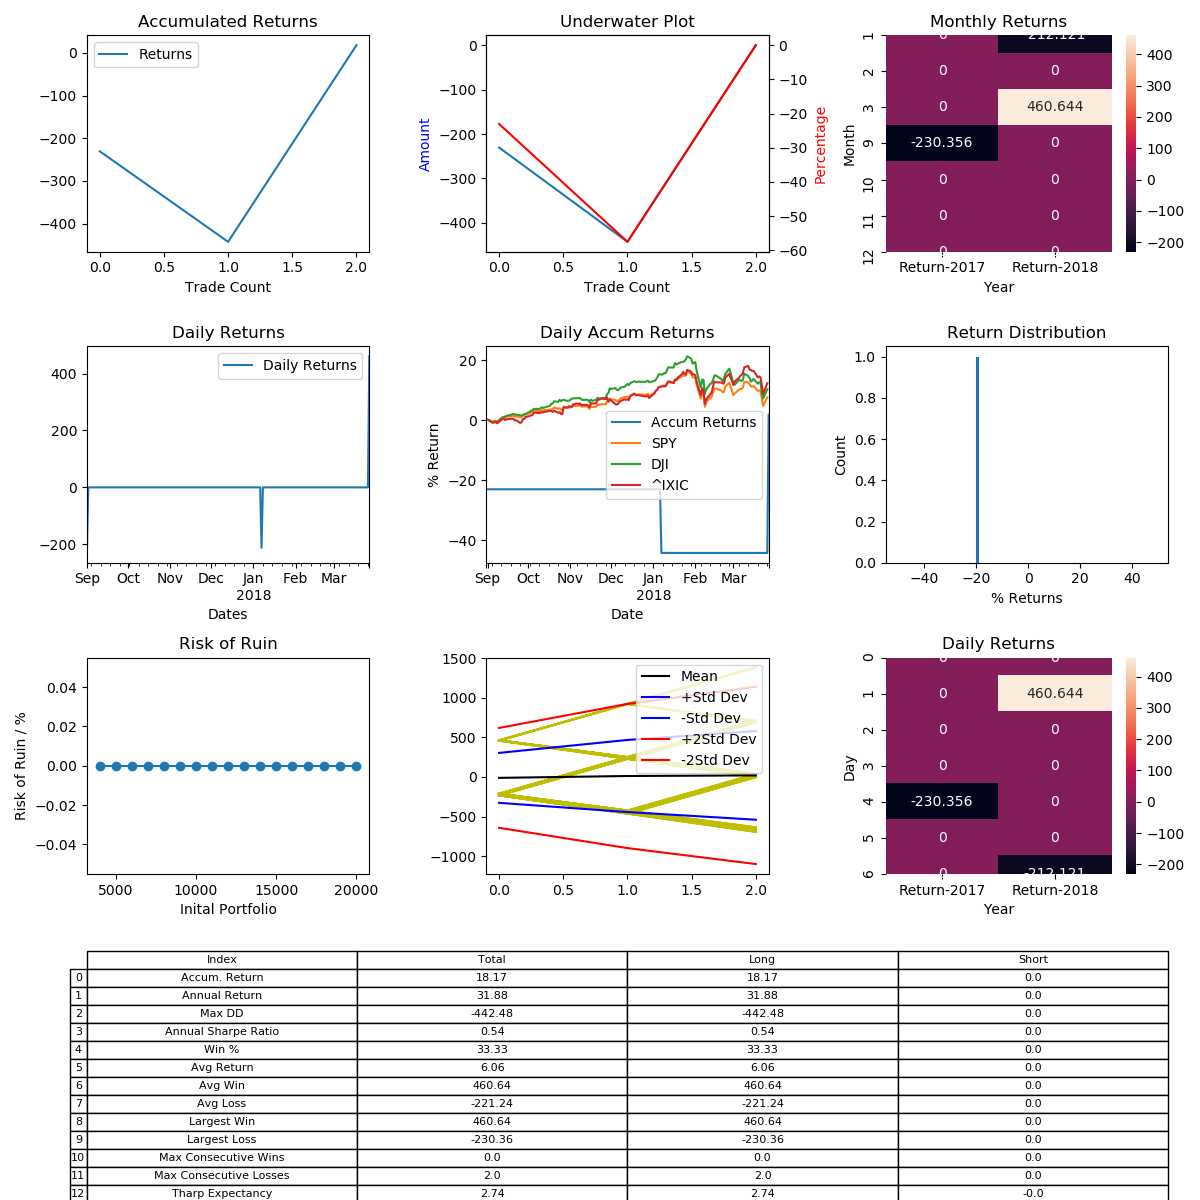 Accumulated Returns
Returns
0
−100
−200
−300
−400
0.0 0.5 1.0 1.5 2.0
Trade Count
Underwater Plot
Amount
0
−100
−200
−300
−400
0.0 0.5 1.0 1.5 2.0
Trade Count
0
−10
−20
−30
−40
−50
−60
Percentage
Monthly Returns
Month
1 0 -212.121
2 0 0
3 0 460.644
9 -230.356 0
10 0 0
11 0 0
12 0 0
Return-2017 Return-2018
Year
400
300
200
100
0
−100
−200
Daily Returns
Daily Returns
400
200
0
−200
Sep Oct Nov Dec Jan Feb Mar
2018
Dates
Daily Accum Returns
% Return
20
0
−20
−40
Accum Returns
SPY
DJI
^IXIC
Sep Oct Nov Dec Jan Feb Mar
2018
Date
Return Distribution
Count
1.0
0.8
0.6
0.4
0.2
0.0
−40 −20 0 20 40
% Returns
Risk of Ruin
Risk of Ruin / %
0.04
0.02
0.00
−0.02
−0.04
5000 10000 15000 20000
Inital Portfolio
1500
1000
500
0
−500
−1000
Mean
+Std Dev
-Std Dev
+2Std Dev
-2Std Dev
0.0 0.5 1.0 1.5 2.0
Daily Returns
Day
0 0 0
1 0 460.644
2 0 0
3 0 0
4 -230.356 0
5 0 0
6 0 -212.121
Return-2017 Return-2018
Year
400
300
200
100
0
−100
−200
Index Total Long Short
0 Accum. Return 18.17 18.17 0.0
1 Annual Return 31.88 31.88 0.0
2 Max DD -442.48 -442.48 0.0
3 Annual Sharpe Ratio 0.54 0.54 0.0
4 Win % 33.33 33.33 0.0
5 Avg Return 6.06 6.06 0.0
6 Avg Win 460.64 460.64 0.0
7 Avg Loss -221.24 -221.24 0.0
8 Largest Win 460.64 460.64 0.0
9 Largest Loss -230.36 -230.36 0.0
10 Max Consecutive Wins 0.0 0.0 0.0
11 Max Consecutive Losses 2.0 2.0 0.0
12 Tharp Expectancy 2.74 2.74 -0.0